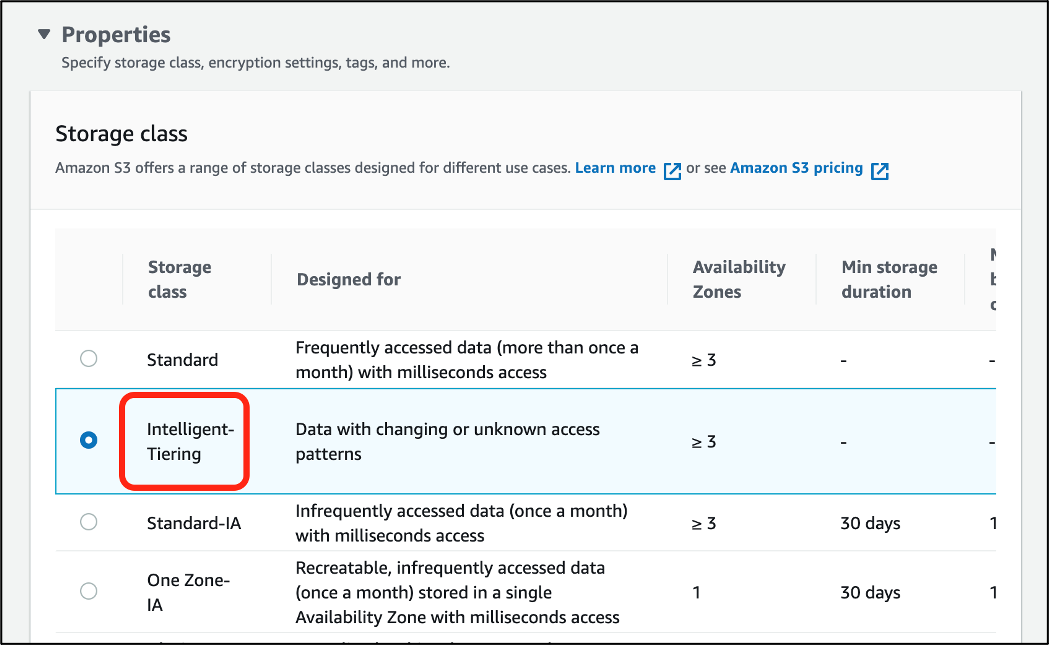 Properties
Specify storage class, encryption settings, tags, and more.
Storage class
Amazon S3 offers a range of storage classes designed for different use cases. Learn more or see Amazon S3 pricing
Storage
class
Designed for
Availability
Zones
Min storage
duration
Standard
Frequently accessed data (more than once a
month) with milliseconds access
≥ 3
-
-
Intelligent-
Tiering
Data with changing or unknown access
patterns
≥ 3
-
-
Standard-IA
Infrequently accessed data (once a month)
with milliseconds access
≥ 3
30 days
1
One Zone-
IA
Recreatable, infrequently accessed data
(once a month) stored in a single
Availability Zone with milliseconds access
1
30 days
1